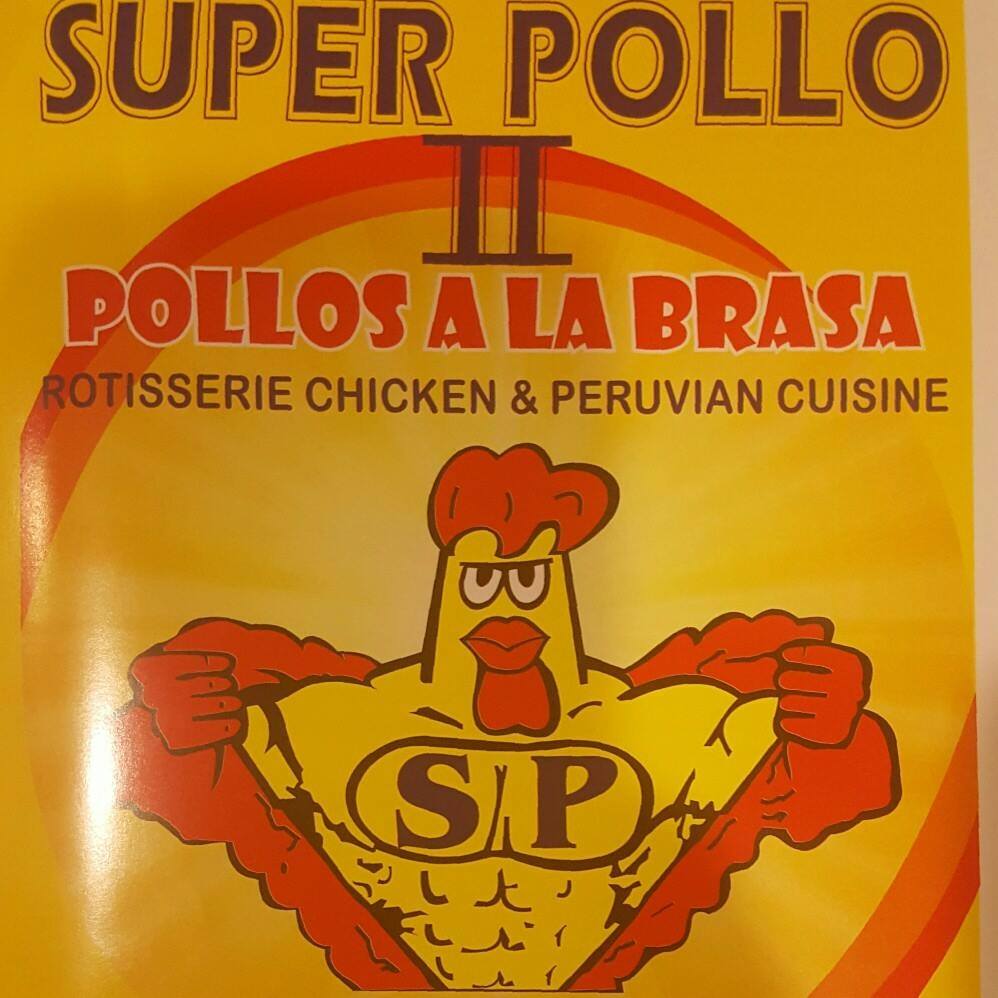 SUPER POLLO
II
POLLOS A LA BRASA
ROTISSERIE CHICKEN & PERUVIAN CUISINE
SP